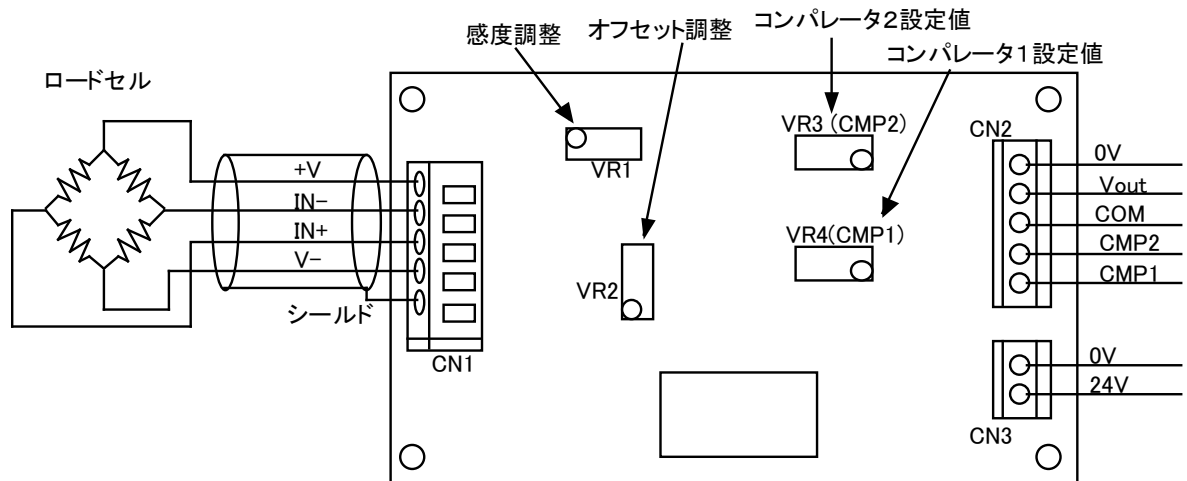 コンパレータ2設定値
感度調整
オフセット調整
コンパレータ1設定値
ロードセル
VR3 (CMP2)
CN2
VR1
0V
+V
Vout
IN-
COM
IN+
VR4(CMP1)
CMP2
V-
CMP1
VR2
シールド
CN1
0V
24V
CN3